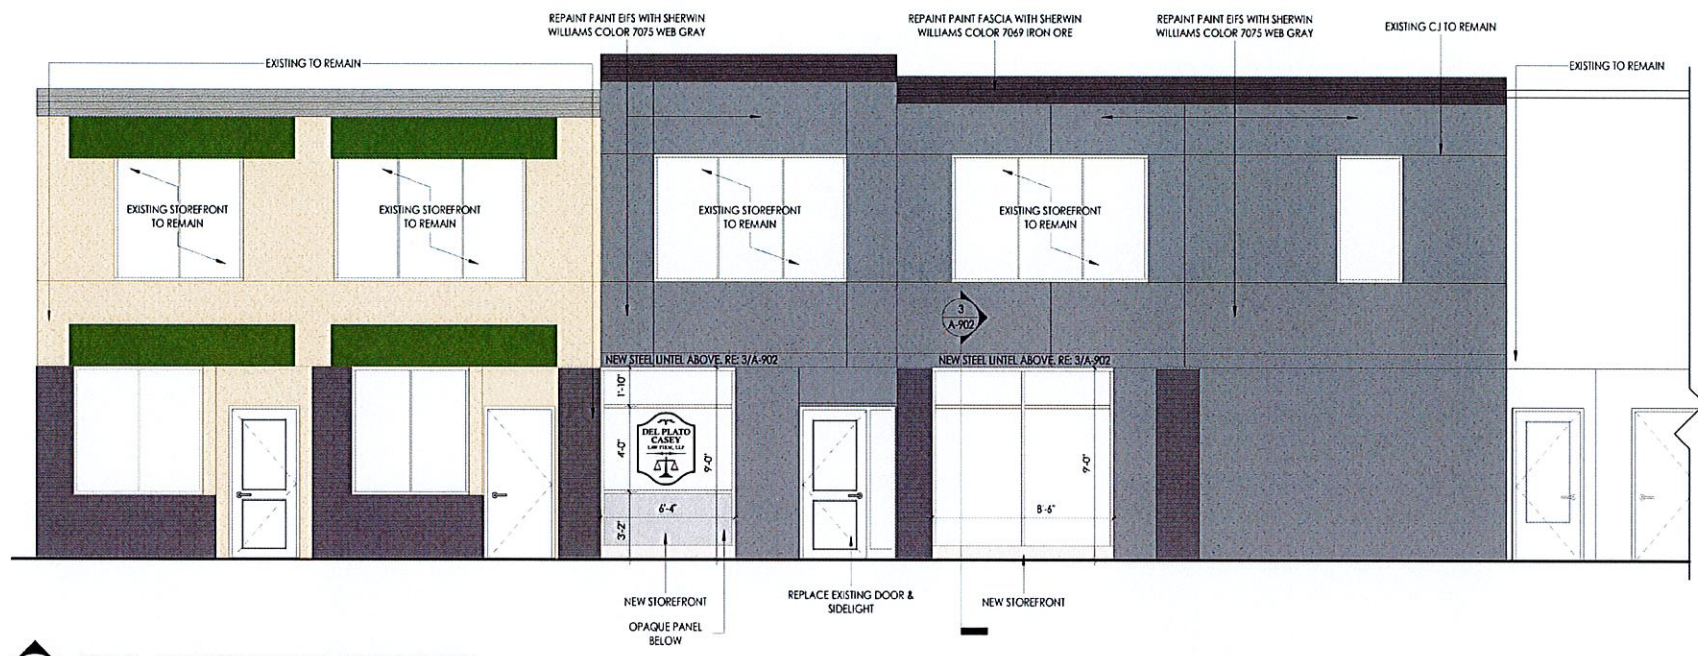 REPAINT PAINT EIFS WITH SHERWIN
WILLIAMS COLOR 7075 WEB GRAY
REPAINT PAINT FASCIA WITH SHERWIN
WILLIAMS COLOR 7069 IRON ORE
REPAINT PAINT EIFS WITH SHERWIN
WILLIAMS COLOR 7075 WEB GRAY
EXISTING CJ TO REMAIN
EXISTING TO REMAIN
EXISTING TO REMAIN
EXISTING STOREFRONT
TO REMAIN
EXISTING STOREFRONT
TO REMAIN
EXISTING STOREFRONT
TO REMAIN
EXISTING STOREFRONT
TO REMAIN
3
A-902
NEW STEEL LINTEL ABOVE. RE: 3/A-902
NEW STEEL LINTEL ABOVE. RE: 3/A-902
1'-10"
4'-0"
3'-2"
9'-0"
6'-4"
DEL PLATO
CASEY
LAW FIRM, LLP
9'-0"
8'-6"
NEW STOREFRONT
OPAQUE PANEL
BELOW
REPLACE EXISTING DOOR &
SIDELIGHT
NEW STOREFRONT